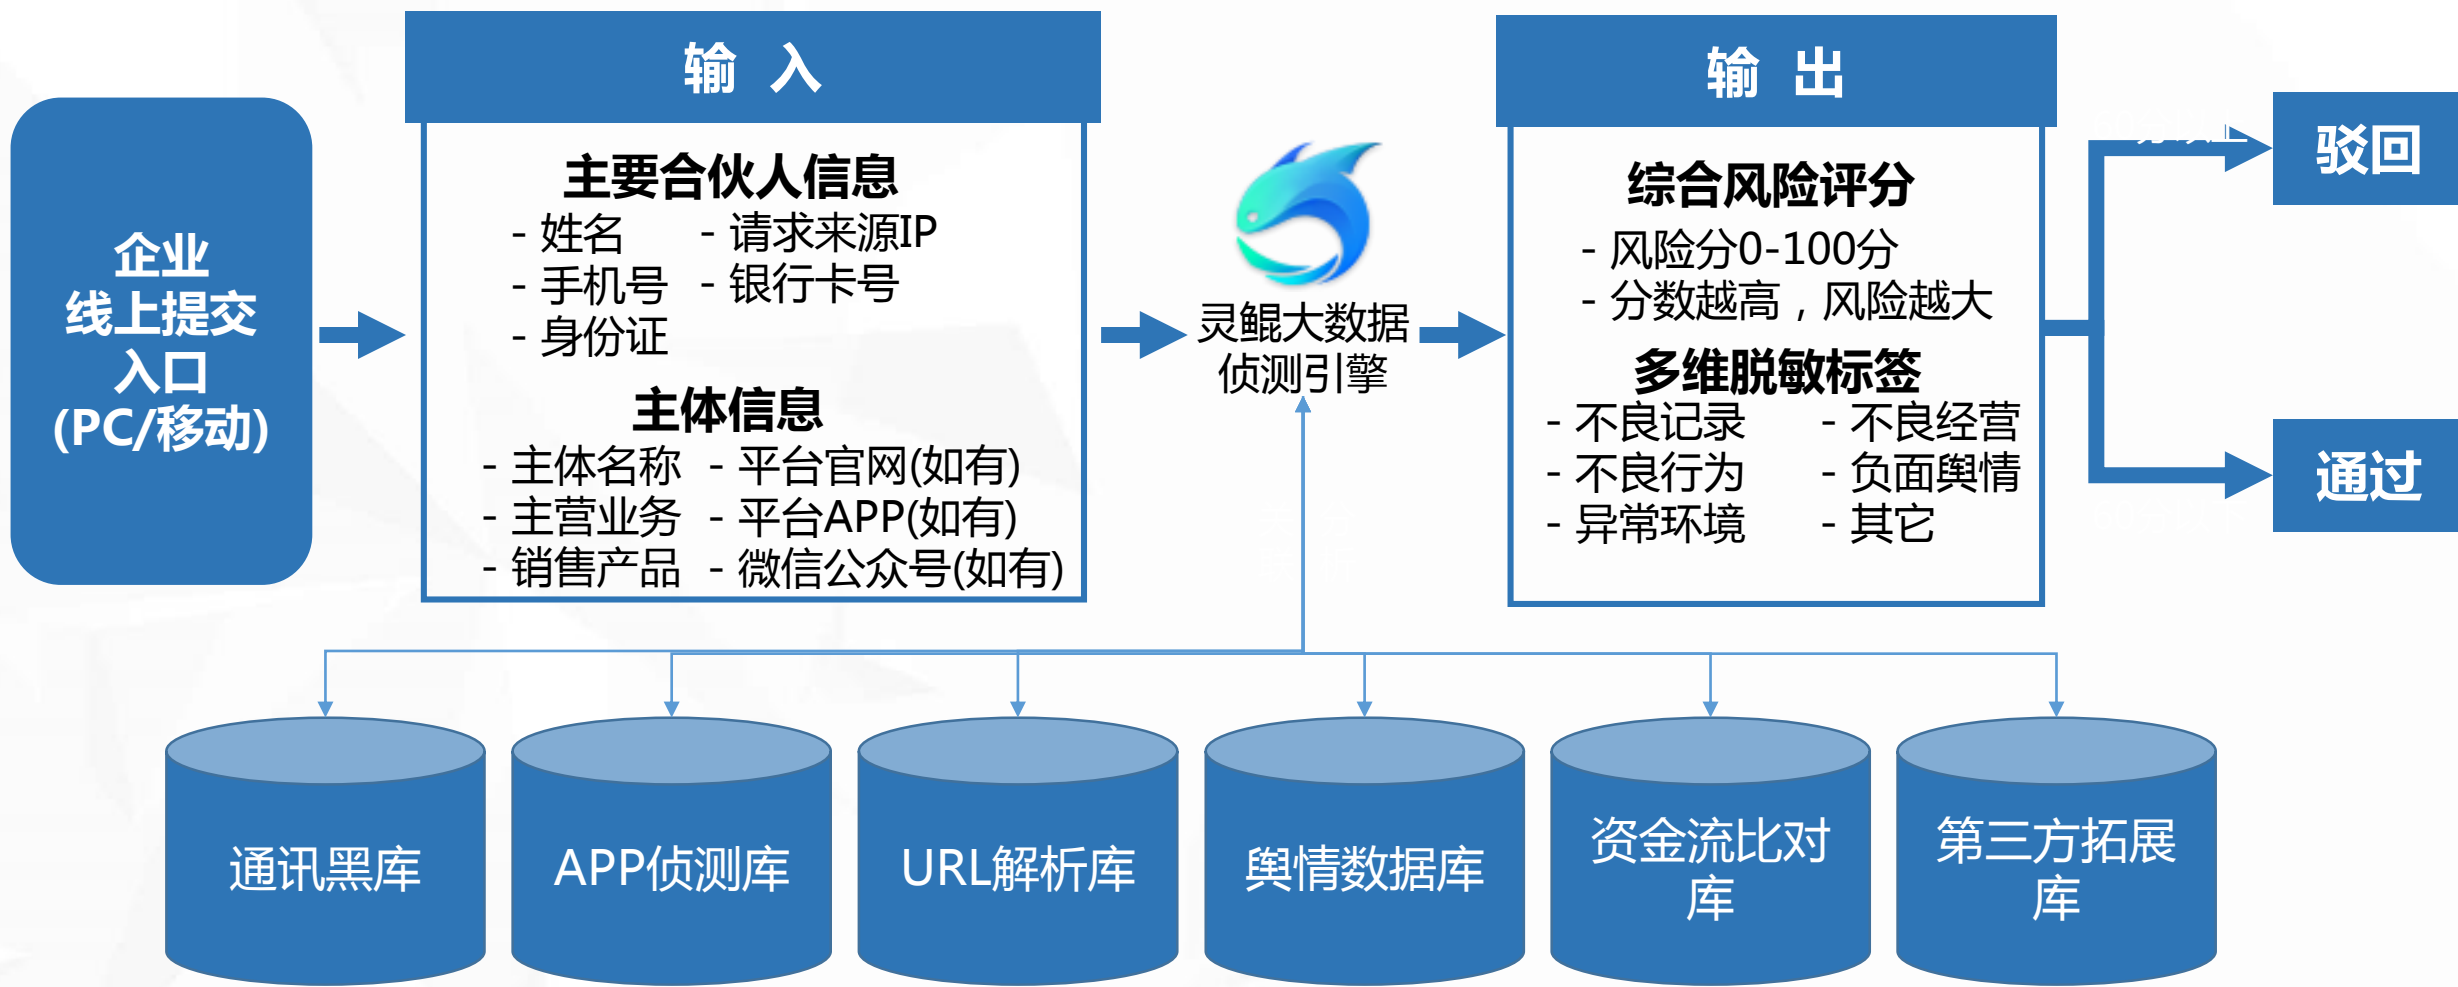 企业
线上提交
入口
(PC/移动)
输 入
主要合伙人信息
- 姓名 - 请求来源IP
- 手机号 - 银行卡号
- 身份证
主体信息
- 主体名称 - 平台官网(如有)
- 主营业务 - 平台APP(如有)
- 销售产品 - 微信公众号(如有)
灵鲲大数据
侦测引擎
输 出
综合风险评分
- 风险分0-100分
- 分数越高，风险越大
多维脱敏标签
- 不良记录 - 不良经营
- 不良行为 - 负面舆情
- 异常环境 - 其它
驳回
通过
通讯黑库
APP侦测库
URL解析库
舆情数据库
资金流比对
库
第三方拓展
库